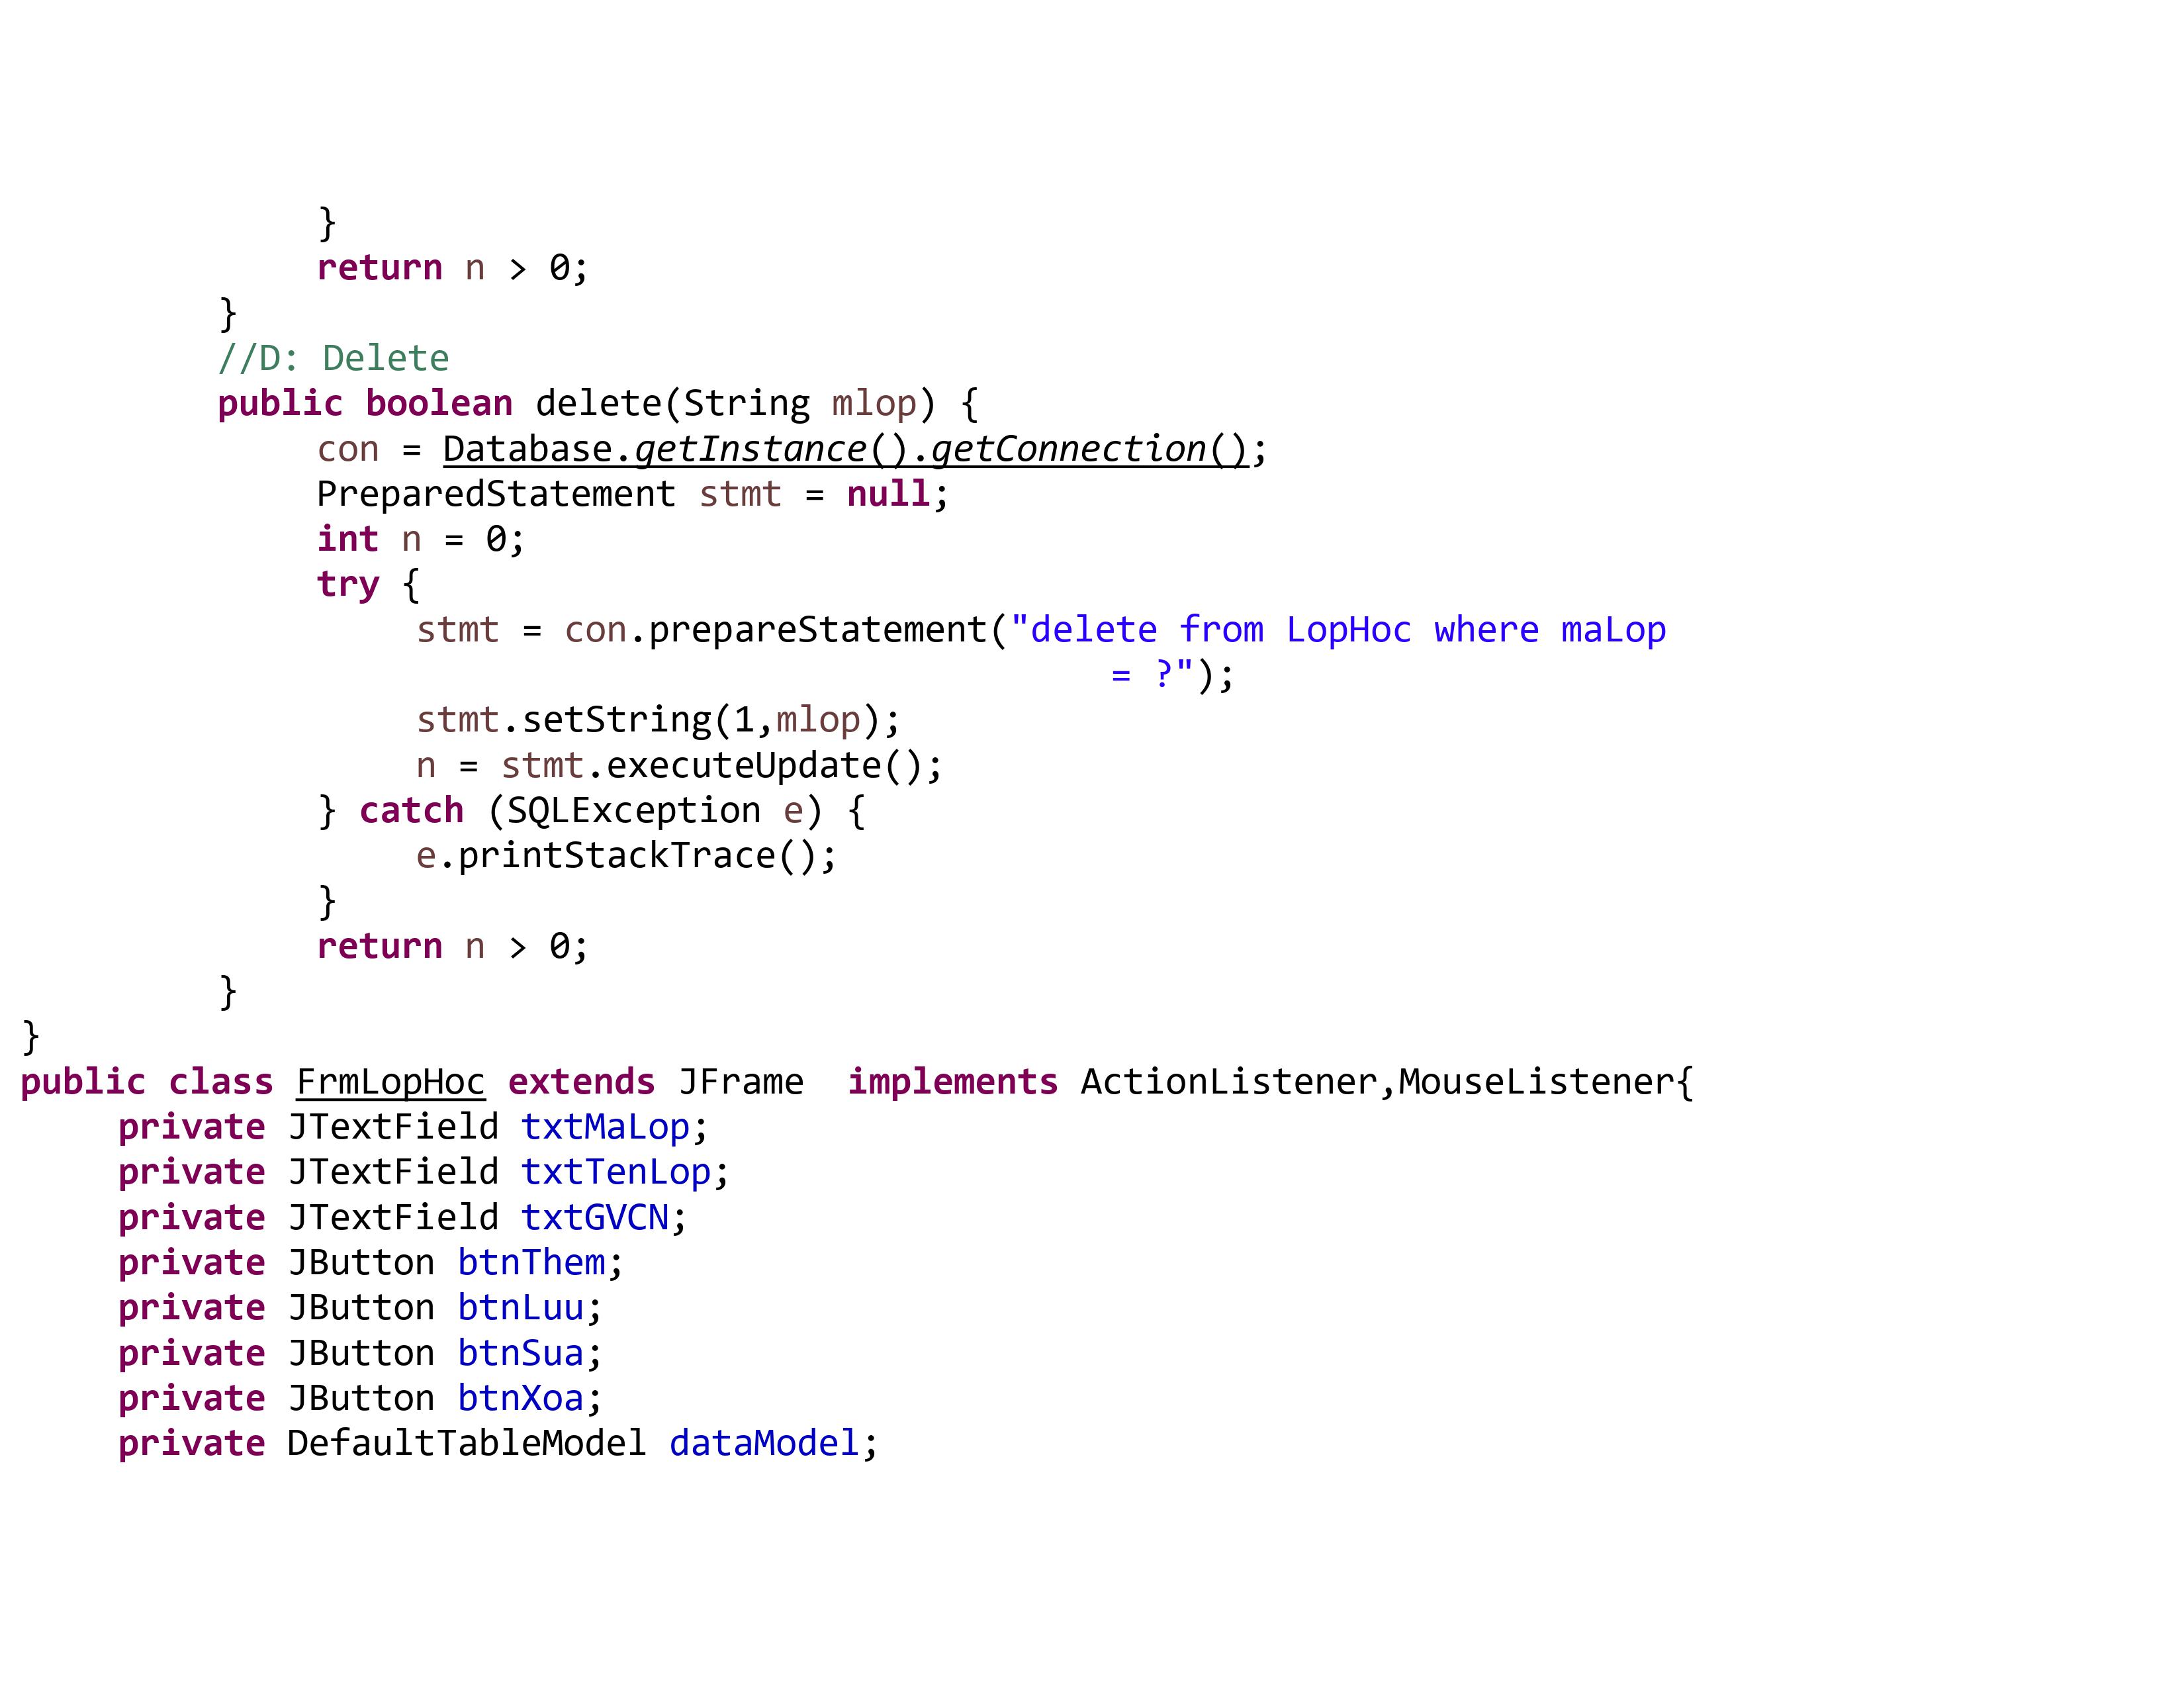 }
return n > 0;
}
//D: Delete
public boolean delete(String mlop) {
con = Database.getInstance().getConnection();
PreparedStatement stmt = null;
int n = 0;
try {
stmt = con.prepareStatement("delete from LopHoc where maLop
= ?");
stmt.setString(1,mlop);
n = stmt.executeUpdate();
} catch (SQLException e) {
e.printStackTrace();
}
return n > 0;
}
}
public class FrmLopHoc extends JFrame  implements ActionListener,MouseListener{
private JTextField txtMaLop;
private JTextField txtTenLop;
private JTextField txtGVCN;
private JButton btnThem;
private JButton btnLuu;
private JButton btnSua;
private JButton btnXoa;
private DefaultTableModel dataModel;